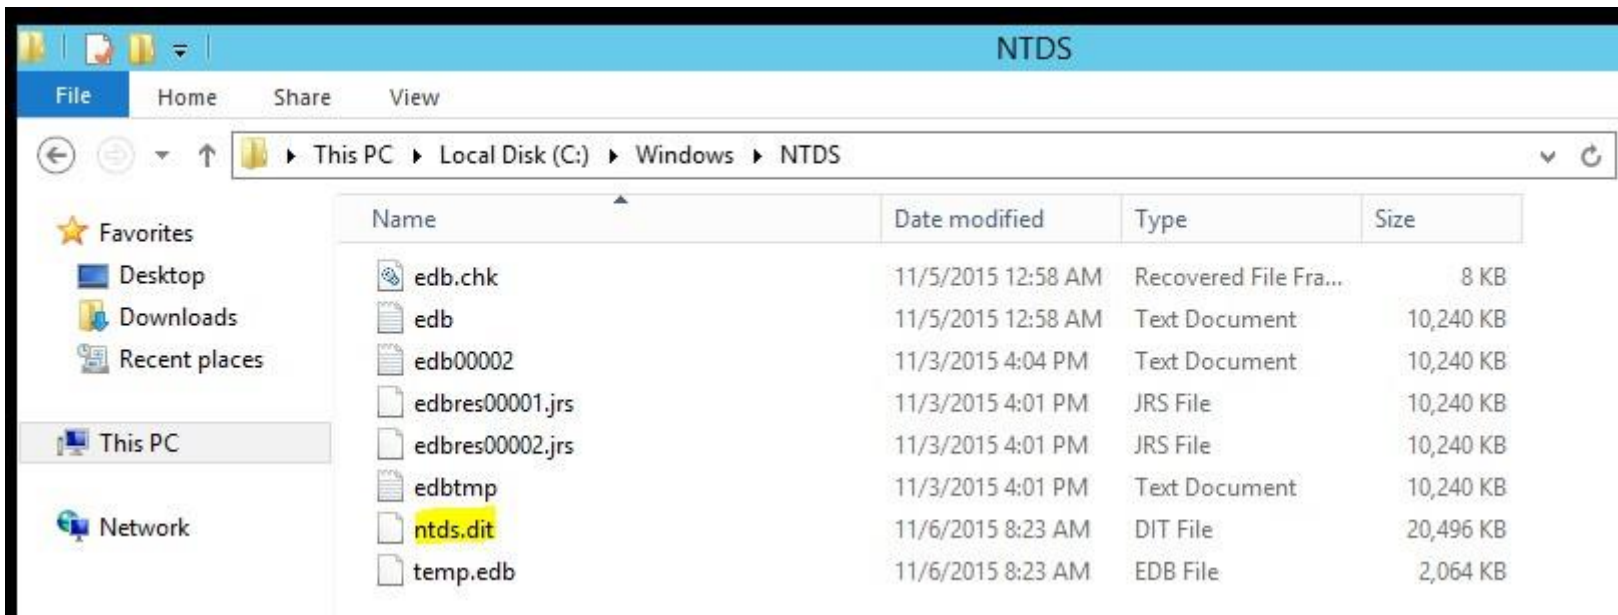 NTDS
File Home Share View
This PC Local Disk (C:) Windows NTDS
Name Date modified Type Size
Favorites
Desktop
Downloads
Recent places
This PC
Network
edb.chk 11/5/2015 12:58 AM Recovered File Fra... 8 KB
edb 11/5/2015 12:58 AM Text Document 10,240 KB
edb00002 11/3/2015 4:04 PM Text Document 10,240 KB
edbres00001.jrs 11/3/2015 4:01 PM JRS File 10,240 KB
edbres00002.jrs 11/3/2015 4:01 PM JRS File 10,240 KB
edbtmp 11/3/2015 4:01 PM Text Document 10,240 KB
ntds.dit 11/6/2015 8:23 AM DIT File 20,496 KB
temp.edb 11/6/2015 8:23 AM EDB File 2,064 KB